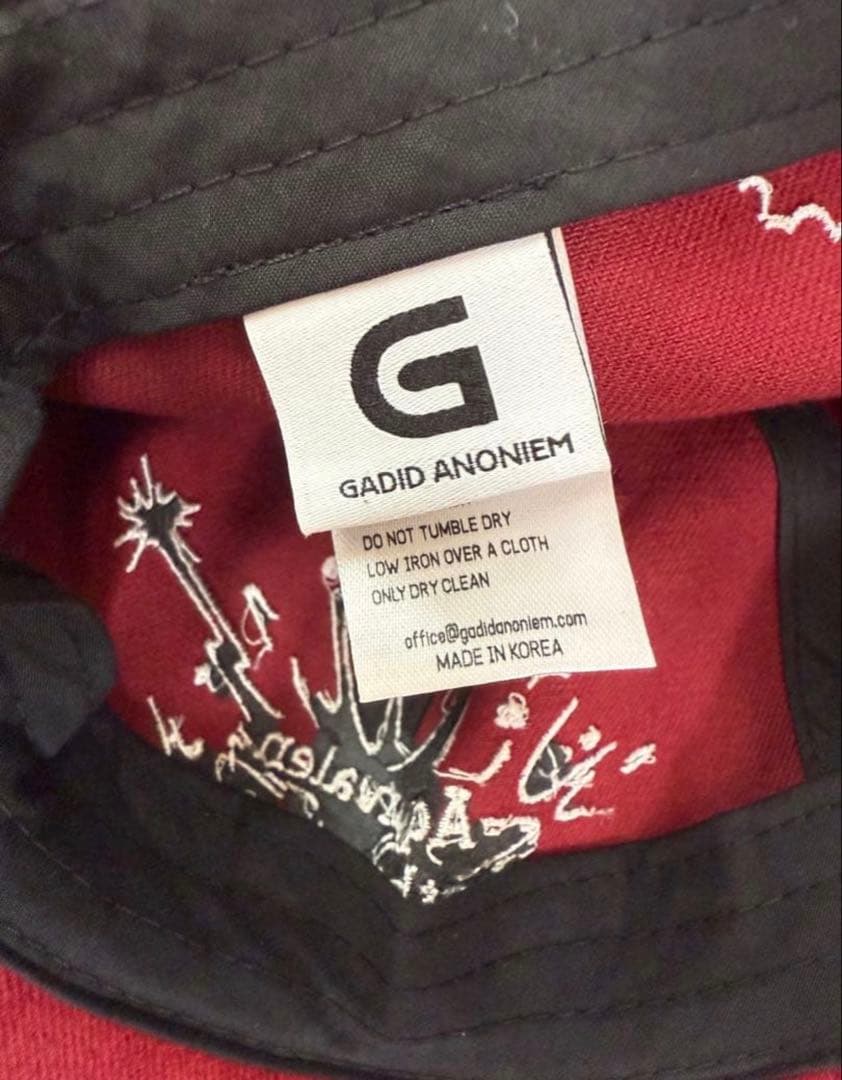 G
GADID ANONIEM
DO NOT TUMBLE DRY
LOW IRON OVER A CLOTH
ONLY DRY CLEAN
office@gadidanoniem.com
MADE IN KOREA